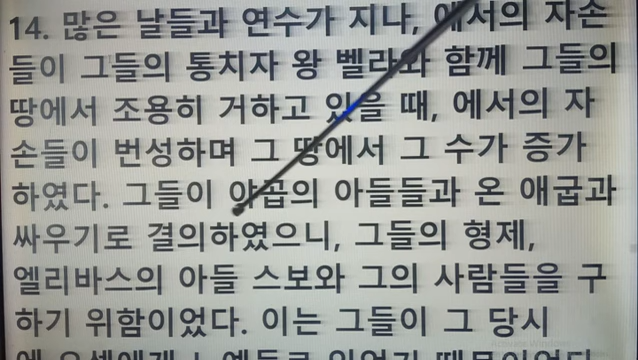 14. 많은 날들과 연수가 지나, 에서의 자손
들이 그들의 통치자 왕 벨라와 함께 그들의
땅에서 조용히 거하고 있을 때, 에서의 자
손들이 번성하며 그 땅에서 그 수가 증가
하였다. 그들이 야곱의 아들들과 온 애굽과
싸우기로 결의하였으니, 그들의 형제,
엘리바스의 아들 스보와 그의 사람들을 구
하기 위함이었다. 이는 그들이 그 당시